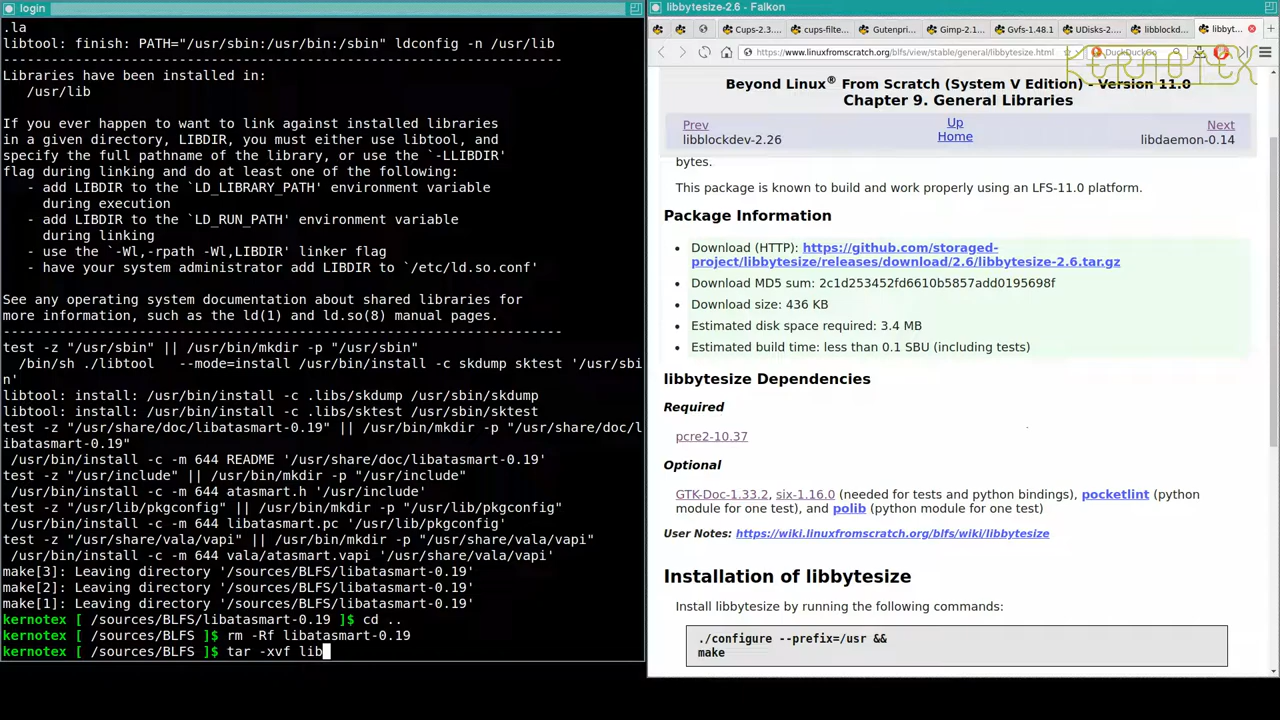 login
.la
libtool: finish: PATH="/usr/sbin:/usr/bin:/sbin" ldconfig -n /usr/lib
----------------------------------------------------------------------
Libraries have been installed in:
/usr/lib
If you ever happen to want to link against installed libraries
in a given directory, LIBDIR, you must either use libtool, and
specify the full pathname of the library, or use the `-LLIBDIR'
flag during linking and do at least one of the following:
- add LIBDIR to the `LD_LIBRARY_PATH' environment variable
during execution
- add LIBDIR to the `LD_RUN_PATH' environment variable
during linking
- use the `-Wl,-rpath -Wl,LIBDIR' linker flag
- have your system administrator add LIBDIR to `/etc/ld.so.conf'
See any operating system documentation about shared libraries for
more information, such as the ld(1) and ld.so(8) manual pages.
----------------------------------------------------------------------
test -z "/usr/sbin" || /usr/bin/mkdir -p "/usr/sbin"
/bin/sh ./libtool   --mode=install /usr/bin/install -c skdump sktest '/usr/sbi
n'
libtool: install: /usr/bin/install -c .libs/skdump /usr/sbin/skdump
libtool: install: /usr/bin/install -c .libs/sktest /usr/sbin/sktest
test -z "/usr/share/doc/libatasmart-0.19" || /usr/bin/mkdir -p "/usr/share/doc/l
ibatasmart-0.19"
/usr/bin/install -c -m 644 README '/usr/share/doc/libatasmart-0.19'
test -z "/usr/include" || /usr/bin/mkdir -p "/usr/include"
/usr/bin/install -c -m 644 atasmart.h '/usr/include'
test -z "/usr/lib/pkgconfig" || /usr/bin/mkdir -p "/usr/lib/pkgconfig"
/usr/bin/install -c -m 644 libatasmart.pc '/usr/lib/pkgconfig'
test -z "/usr/share/vala/vapi" || /usr/bin/mkdir -p "/usr/share/vala/vapi"
/usr/bin/install -c -m 644 vala/atasmart.vapi '/usr/share/vala/vapi'
make[3]: Leaving directory '/sources/BLFS/libatasmart-0.19'
make[2]: Leaving directory '/sources/BLFS/libatasmart-0.19'
make[1]: Leaving directory '/sources/BLFS/libatasmart-0.19'
kernotex [ /sources/BLFS/libatasmart-0.19 ]$ cd ..
kernotex [ /sources/BLFS ]$ rm -Rf libatasmart-0.19
kernotex [ /sources/BLFS ]$ tar -xvf lib
libbytesize-2.6 - Falkon
Cups-2.3.... cups-filte... Gutenpri... Gimp-2.1... Gvfs-1.48.1 UDisks-2.... libblockd... libbyt...
https://www.linuxfromscratch.org/blfs/view/stable/general/libbytesize.html DuckDuckGo
KERNOTEX
Beyond Linux® From Scratch (System V Edition) - Version 11.0
Chapter 9. General Libraries
Prev Up Next
libblockdev-2.26 Home libdaemon-0.14
bytes.
This package is known to build and work properly using an LFS-11.0 platform.
Package Information
• Download (HTTP): https://github.com/storaged-
project/libbytesize/releases/download/2.6/libbytesize-2.6.tar.gz
• Download MD5 sum: 2c1d253452fd6610b5857add0195698f
• Download size: 436 KB
• Estimated disk space required: 3.4 MB
• Estimated build time: less than 0.1 SBU (including tests)
libbytesize Dependencies
Required
pcre2-10.37
Optional
GTK-Doc-1.33.2, six-1.16.0 (needed for tests and python bindings), pocketlint (python
module for one test), and polib (python module for one test)
User Notes: https://wiki.linuxfromscratch.org/blfs/wiki/libbytesize
Installation of libbytesize
Install libbytesize by running the following commands:
./configure --prefix=/usr &&
make